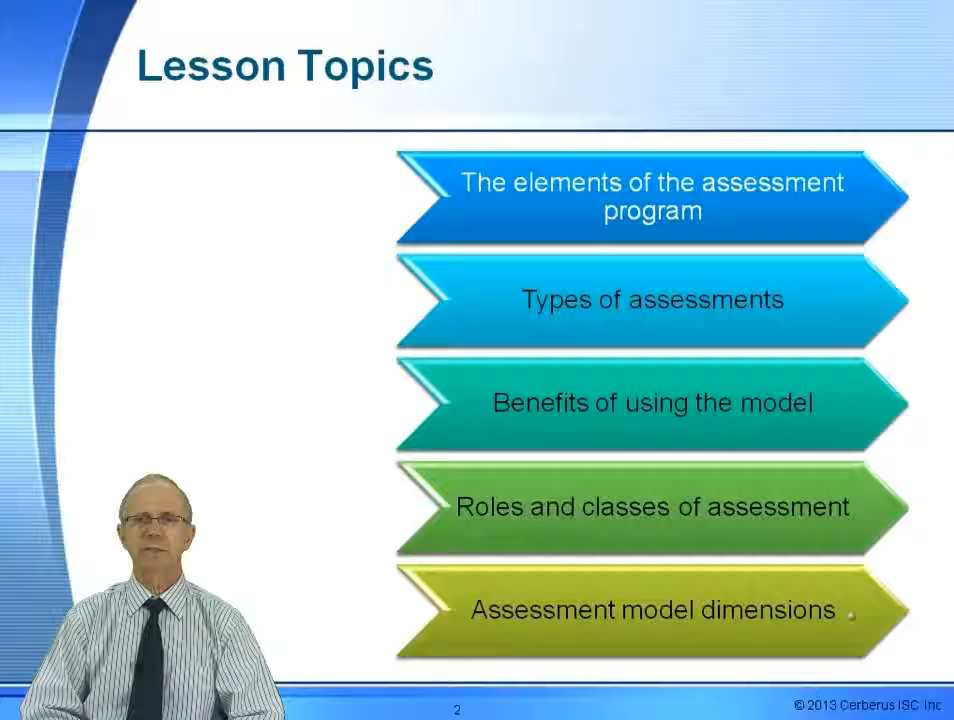 Lesson Topics
The elements of the assessment
program
Types of assessments
Benefits of using the model
Roles and classes of assessment
Assessment model dimensions
2
© 2013 Cerberus ISC Inc